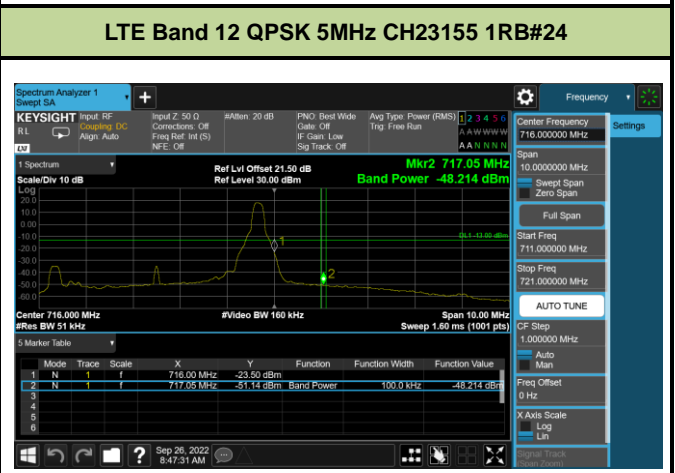 LTE Band 12 QPSK 5MHz CH23155 1RB#24
Spectrum Analyzer 1
Swept SA
Frequency
KEYSIGHT
RL
LXI
Input: RF
Coupling: DC
Align: Auto
Input Z: 50 Ω
Corrections: Off
Freq Ref: Int (S)
NFE: Off
#Atten: 20 dB
PNO: Best Wide
Gate: Off
IF Gain: Low
Sig Track: Off
Avg Type: Power (RMS)
Trig: Free Run
1 2 3 4 5 6
A A W W W W
A A N N N N
Center Frequency
716.000000 MHz
Settings
1 Spectrum
Scale/Div 10 dB
Ref Lvl Offset 21.50 dB
Ref Level 30.00 dBm
Mkr2 717.05 MHz
Band Power -48.214 dBm
Log
20.0
10.0
0.00
-10.0
-20.0
-30.0
-40.0
-50.0
-60.0
DL1 -13.00 dBm
1
2
Center 716.000 MHz
#Res BW 51 kHz
#Video BW 160 kHz
Span 10.00 MHz
Sweep 1.60 ms (1001 pts)
Span
10.0000000 MHz
Swept Span
Zero Span
Full Span
Start Freq
711.000000 MHz
Stop Freq
721.000000 MHz
AUTO TUNE
CF Step
1.000000 MHz
Auto
Man
Freq Offset
0 Hz
X Axis Scale
Log
Lin
Signal Track
(Span Zoom)
5 Marker Table
Mode Trace Scale X Y Function Function Width Function Value
1 N 1 f 716.00 MHz -23.50 dBm
2 N 1 f 717.05 MHz -51.14 dBm Band Power 100.0 kHz -48.214 dBm
3
4
5
6
Sep 26, 2022
8:47:31 AM